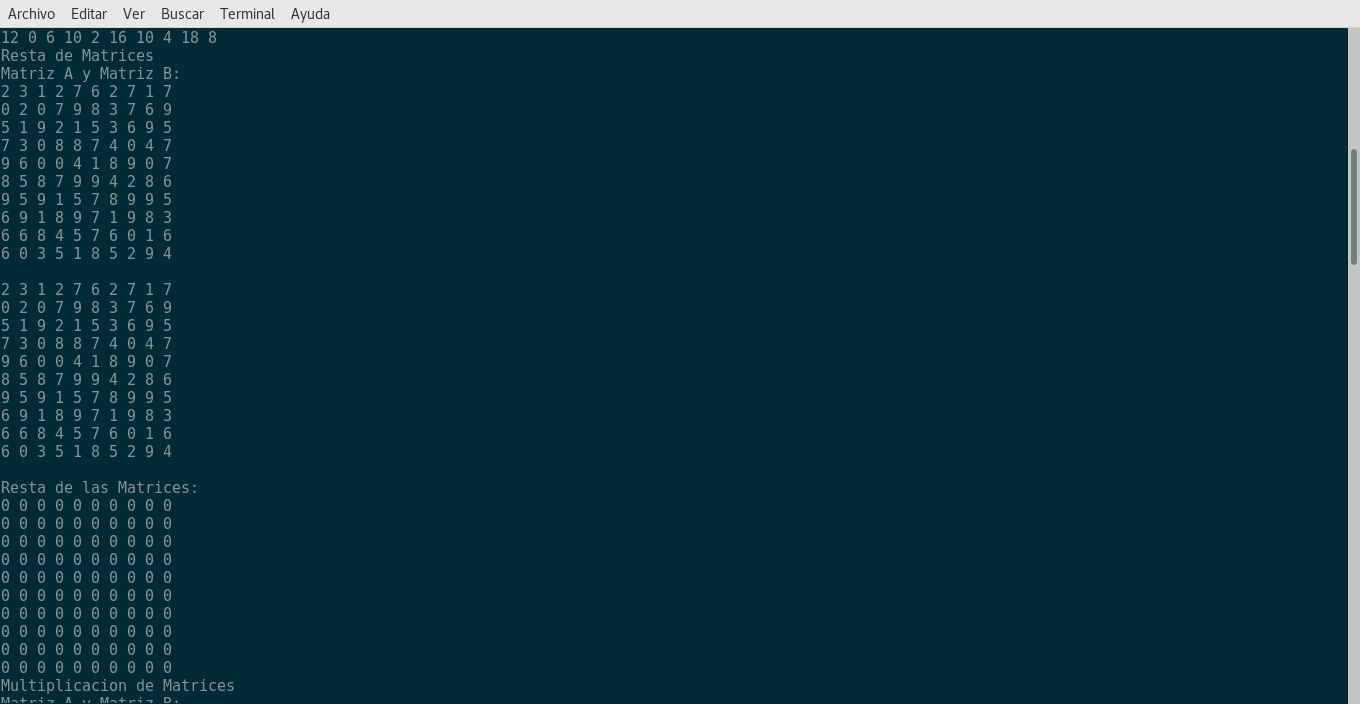 Archivo Editar Ver Buscar Terminal Ayuda
12 0 6 10 2 16 10 4 18 8
Resta de Matrices
Matriz A y Matriz B:
2 3 1 2 7 6 2 7 1 7
0 2 0 7 9 8 3 7 6 9
5 1 9 2 1 5 3 6 9 5
7 3 0 8 8 7 4 0 4 7
9 6 0 0 4 1 8 9 0 7
8 5 8 7 9 9 4 2 8 6
9 5 9 1 5 7 8 9 9 5
6 9 1 8 9 7 1 9 8 3
6 6 8 4 5 7 6 0 1 6
6 0 3 5 1 8 5 2 9 4
2 3 1 2 7 6 2 7 1 7
0 2 0 7 9 8 3 7 6 9
5 1 9 2 1 5 3 6 9 5
7 3 0 8 8 7 4 0 4 7
9 6 0 0 4 1 8 9 0 7
8 5 8 7 9 9 4 2 8 6
9 5 9 1 5 7 8 9 9 5
6 9 1 8 9 7 1 9 8 3
6 6 8 4 5 7 6 0 1 6
6 0 3 5 1 8 5 2 9 4
Resta de las Matrices:
0 0 0 0 0 0 0 0 0 0
0 0 0 0 0 0 0 0 0 0
0 0 0 0 0 0 0 0 0 0
0 0 0 0 0 0 0 0 0 0
0 0 0 0 0 0 0 0 0 0
0 0 0 0 0 0 0 0 0 0
0 0 0 0 0 0 0 0 0 0
0 0 0 0 0 0 0 0 0 0
0 0 0 0 0 0 0 0 0 0
0 0 0 0 0 0 0 0 0 0
Multiplicacion de Matrices
Matriz A y Matriz B: